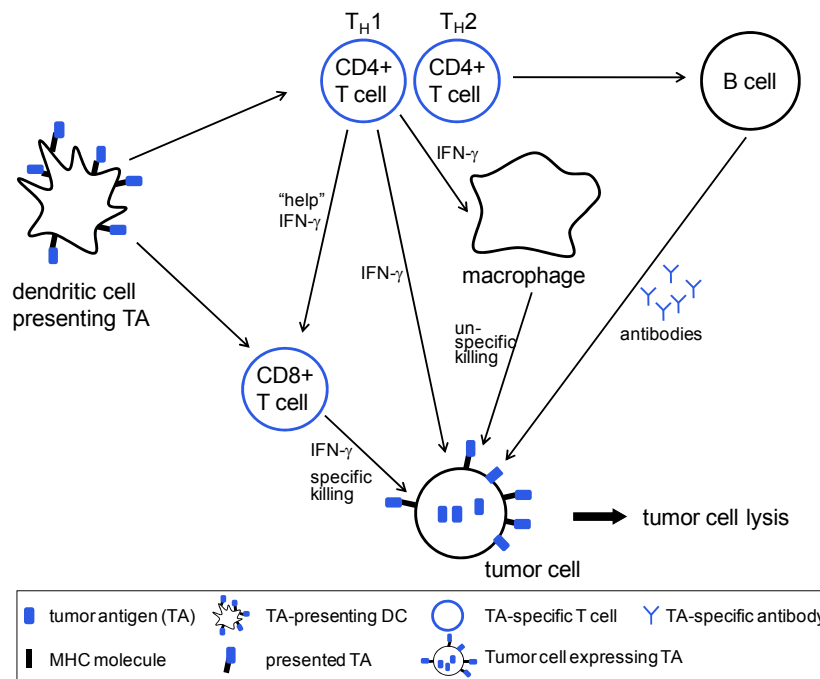 T_H1
T_H2
CD4+
T cell
CD4+
T cell
B cell
IFN-γ
"help"
IFN-γ
IFN-γ
macrophage
dendritic cell
presenting TA
un-
specific
killing
antibodies
CD8+
T cell
IFN-γ
specific
killing
tumor cell lysis
tumor cell
tumor antigen (TA)
TA-presenting DC
TA-specific T cell
TA-specific antibody
MHC molecule
presented TA
Tumor cell expressing TA